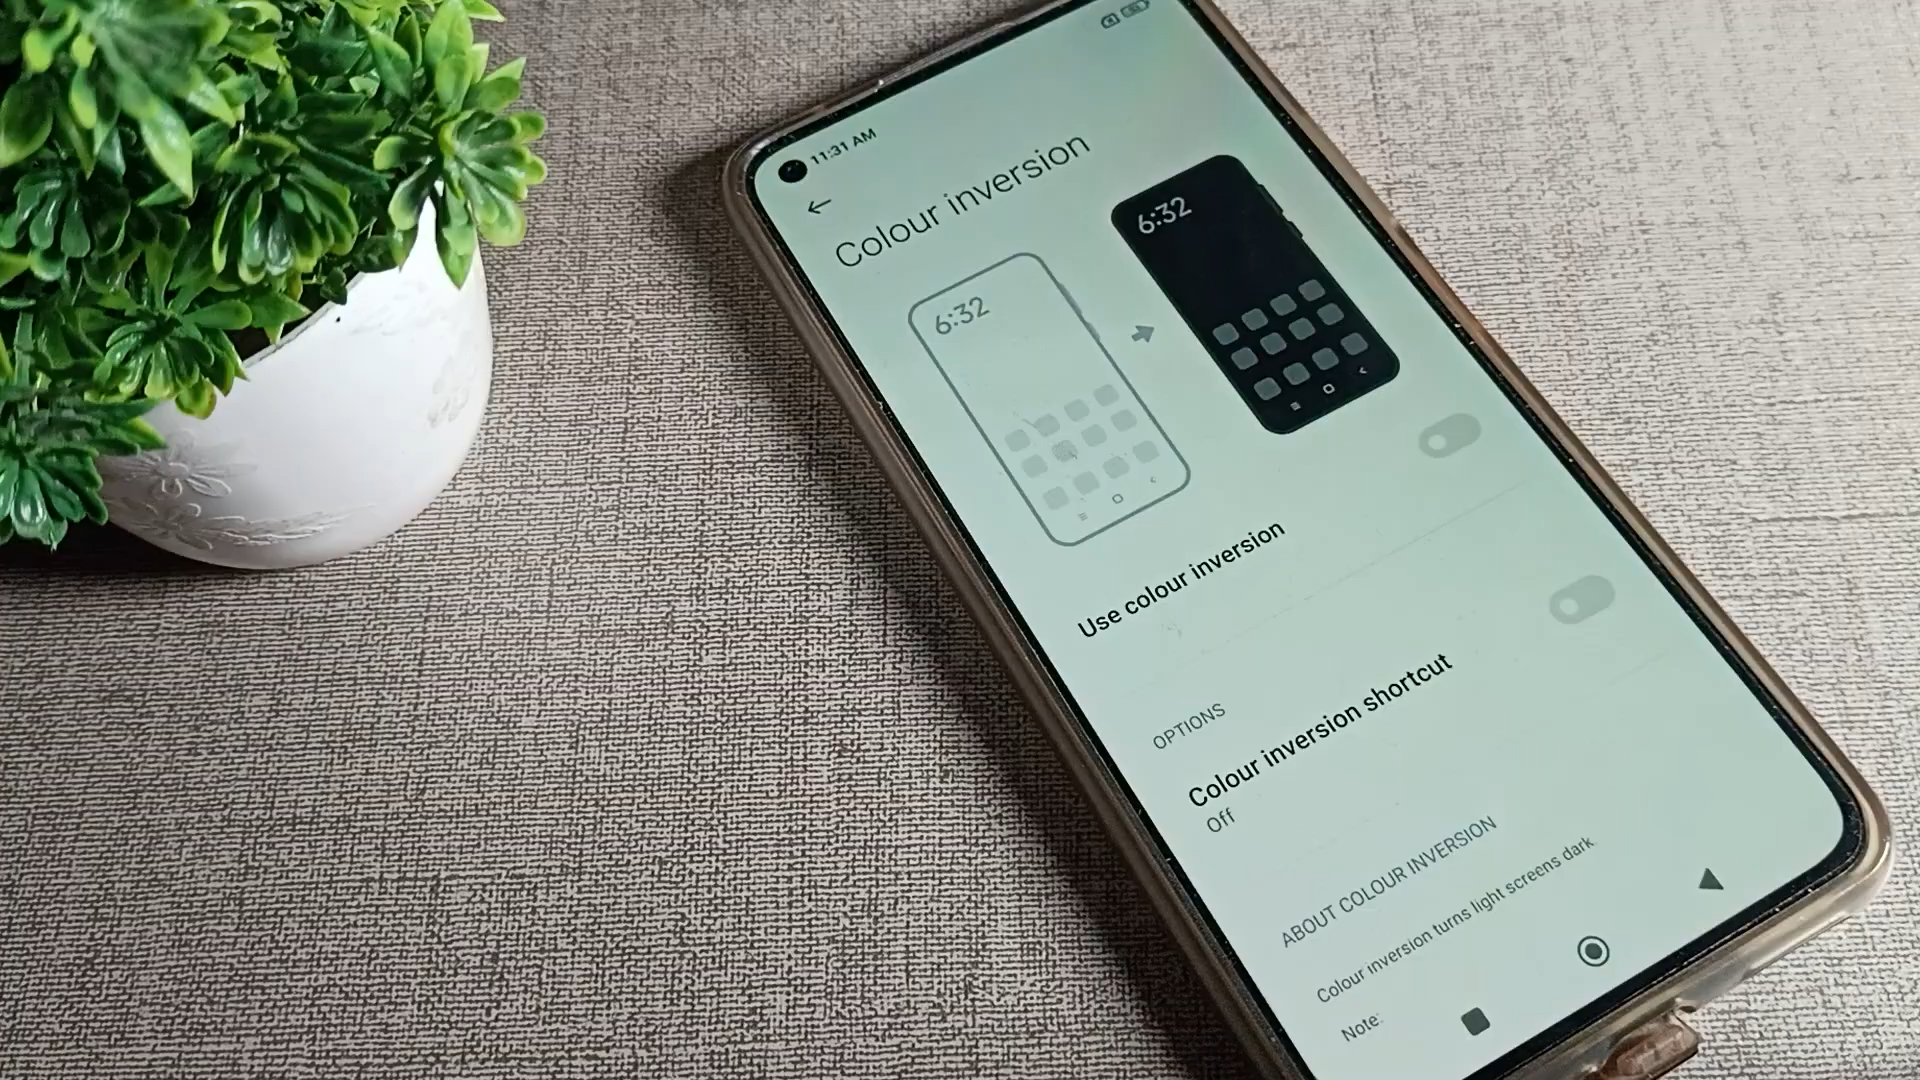 11:31 AM
Colour inversion
6:32
6:32
Use colour inversion
OPTIONS
Colour inversion shortcut
Off
ABOUT COLOUR INVERSION
Colour inversion turns light screens dark
Note: